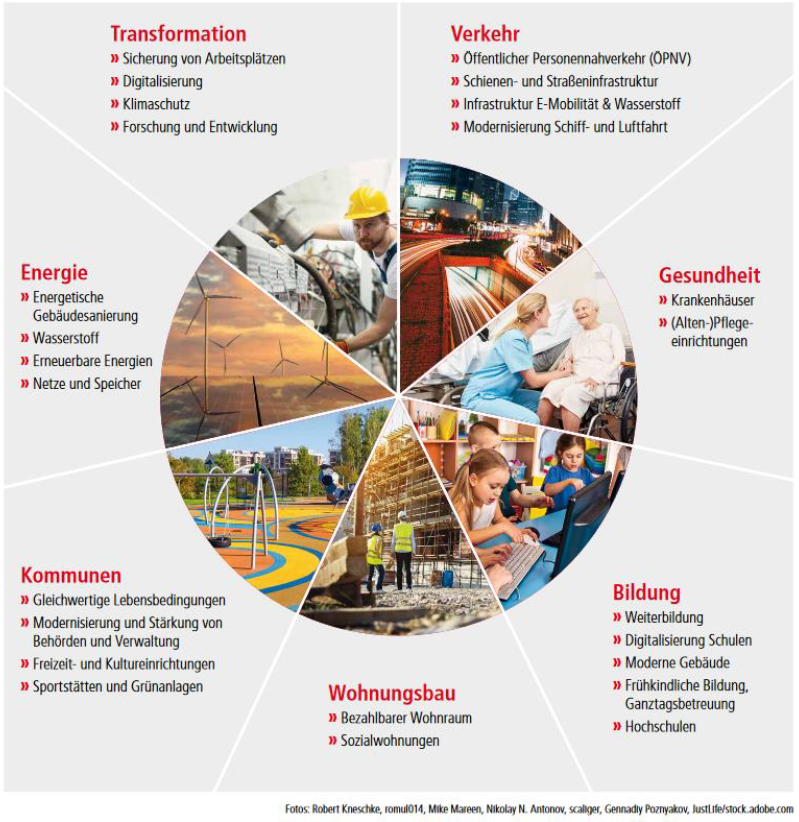 Transformation
» Sicherung von Arbeitsplätzen
» Digitalisierung
» Klimaschutz
» Forschung und Entwicklung
Verkehr
» Öffentlicher Personennahverkehr (ÖPNV)
» Schienen- und Straßeninfrastruktur
» Infrastruktur E-Mobilität & Wasserstoff
» Modernisierung Schiff- und Luftfahrt
Energie
» Energetische
Gebäudesanierung
» Wasserstoff
» Erneuerbare Energien
» Netze und Speicher
Gesundheit
» Krankenhäuser
» (Alten-)Pflege-
einrichtungen
Kommunen
» Gleichwertige Lebensbedingungen
» Modernisierung und Stärkung von
Behörden und Verwaltung
» Freizeit- und Kultureinrichtungen
» Sportstätten und Grünanlagen
Wohnungsbau
» Bezahlbarer Wohnraum
» Sozialwohnungen
Bildung
» Weiterbildung
» Digitalisierung Schulen
» Moderne Gebäude
» Frühkindliche Bildung,
Ganztagsbetreuung
» Hochschulen
Fotos: Robert Kneschke, romul014, Mike Mareen, Nikolay N. Antonov, scaliger, Gennadiy Poznyakov, JustLife/stock.adobe.com